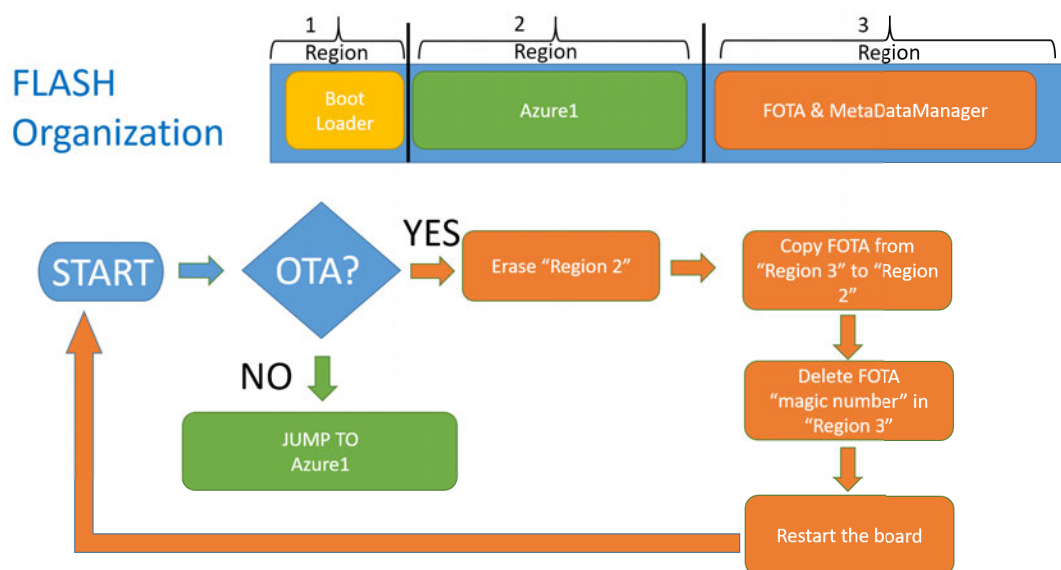 1
2
3
Region
Region
Region
FLASH
Organization
Boot
Loader
Azure1
FOTA & MetaDataManager
START
OTA?
YES
Erase “Region 2”
Copy FOTA from
“Region 3” to “Region
2”
NO
JUMP TO
Azure1
Delete FOTA
“magic number” in
“Region 3”
Restart the board